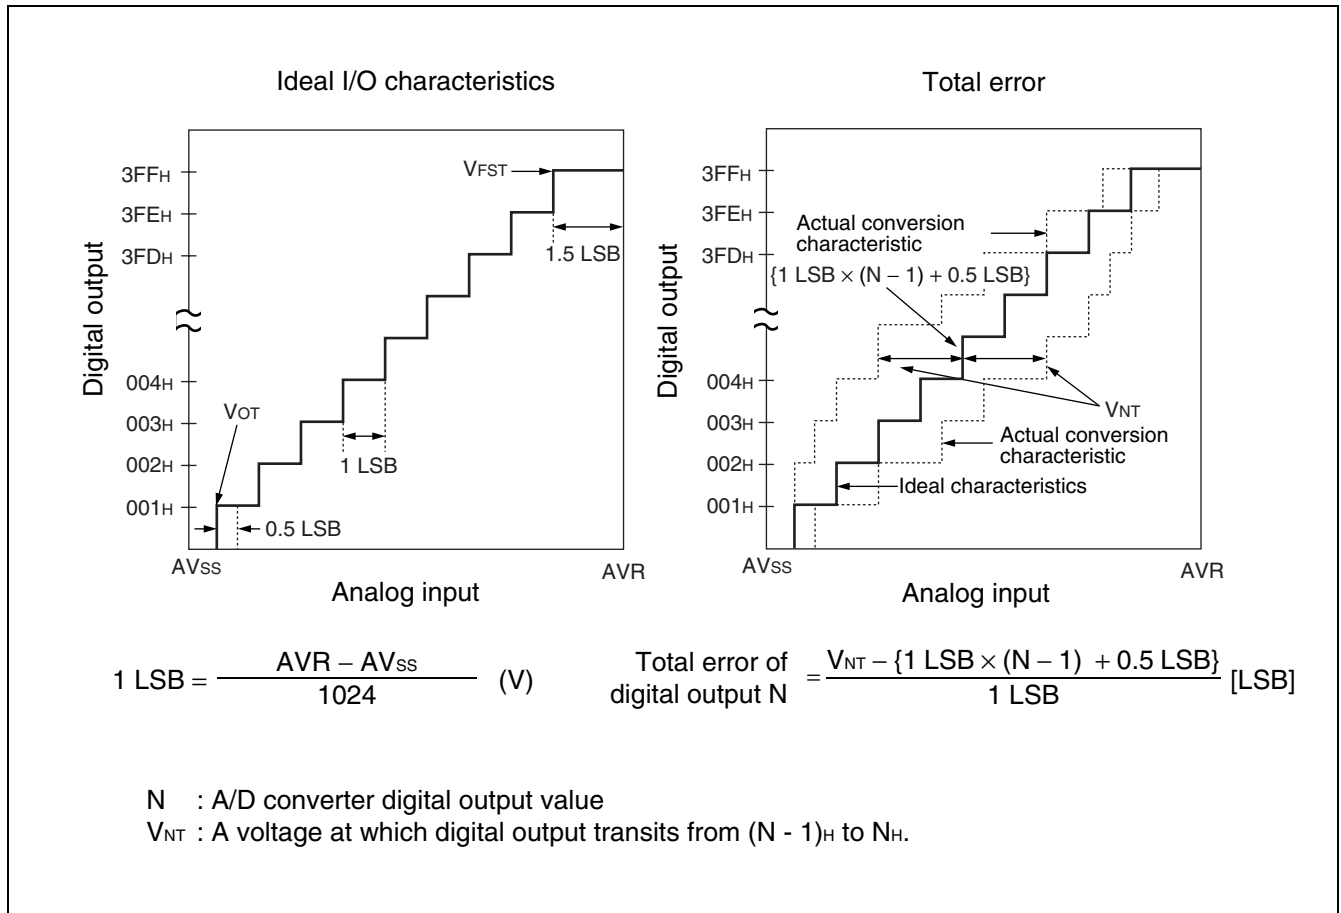 Ideal I/O characteristics
Digital output
3FFH
3FEH
3FDH
004H
003H
002H
001H
VFST
1.5 LSB
VOT
1 LSB
0.5 LSB
AVSS
AVR
Analog input
Total error
Digital output
3FFH
3FEH
3FDH
004H
003H
002H
001H
Actual conversion
characteristic
{1 LSB × (N − 1) + 0.5 LSB}
VNT
Actual conversion
characteristic
Ideal characteristics
AVSS
AVR
Analog input
1 LSB = AVR − AVSS (V)
1024
Total error of
digital output N
= VNT − {1 LSB × (N − 1) + 0.5 LSB} [LSB]
1 LSB
N : A/D converter digital output value
VNT : A voltage at which digital output transits from (N - 1)H to NH.